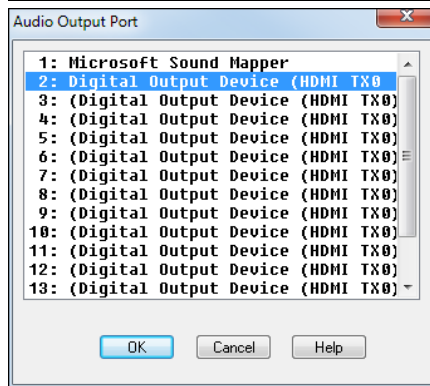 Audio Output Port
1: Microsoft Sound Mapper
2: Digital Output Device (HDMI TX0
3: (Digital Output Device (HDMI TX0)
4: (Digital Output Device (HDMI TX0)
5: (Digital Output Device (HDMI TX0)
6: (Digital Output Device (HDMI TX0)
7: (Digital Output Device (HDMI TX0)
8: (Digital Output Device (HDMI TX0)
9: (Digital Output Device (HDMI TX0)
10: (Digital Output Device (HDMI TX0)
11: (Digital Output Device (HDMI TX0)
12: (Digital Output Device (HDMI TX0)
13: (Digital Output Device (HDMI TX0)
OK Cancel Help